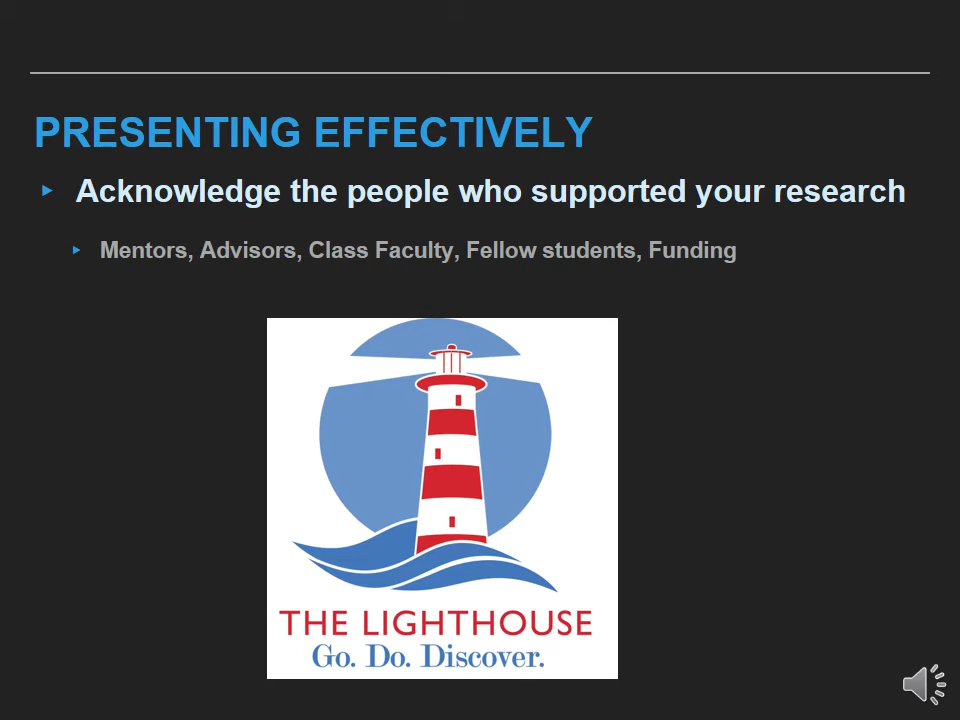 PRESENTING EFFECTIVELY
Acknowledge the people who supported your research
Mentors, Advisors, Class Faculty, Fellow students, Funding
THE LIGHTHOUSE
Go. Do. Discover.